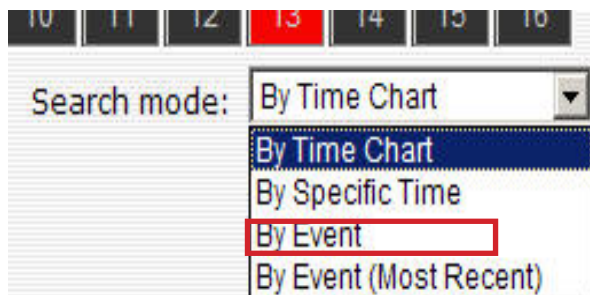 10 11 12 13 14 15 16
Search mode: By Time Chart
By Time Chart
By Specific Time
By Event
By Event (Most Recent)